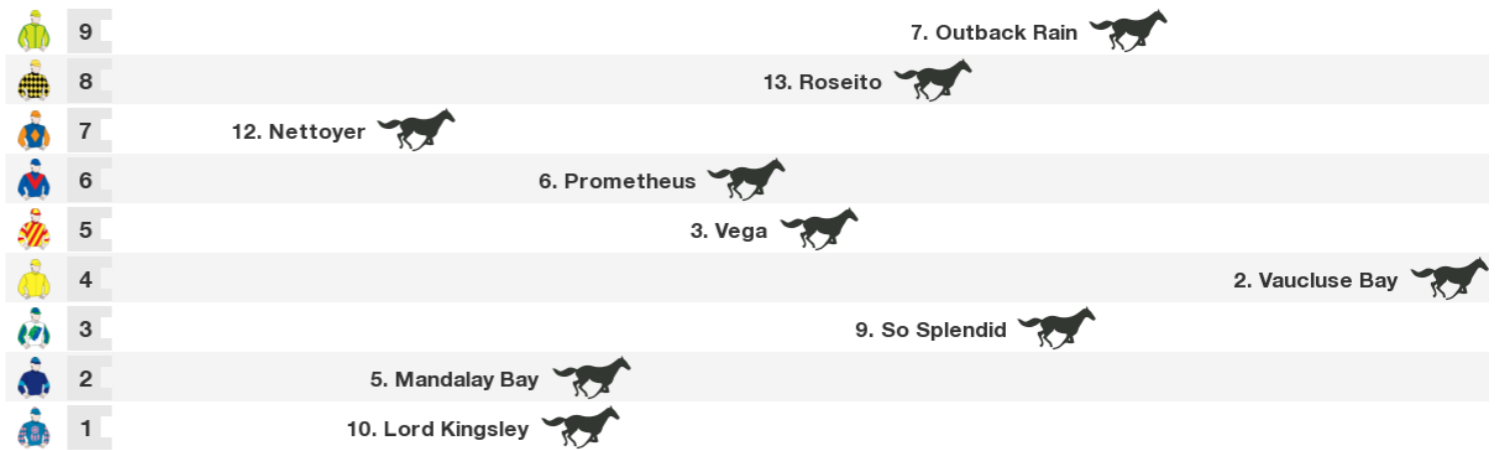 9 7. Outback Rain
8 13. Roseito
7 12. Nettoyer
6 6. Prometheus
5 3. Vega
4 2. Vaucluse Bay
3 9. So Splendid
2 5. Mandalay Bay
1 10. Lord Kingsley